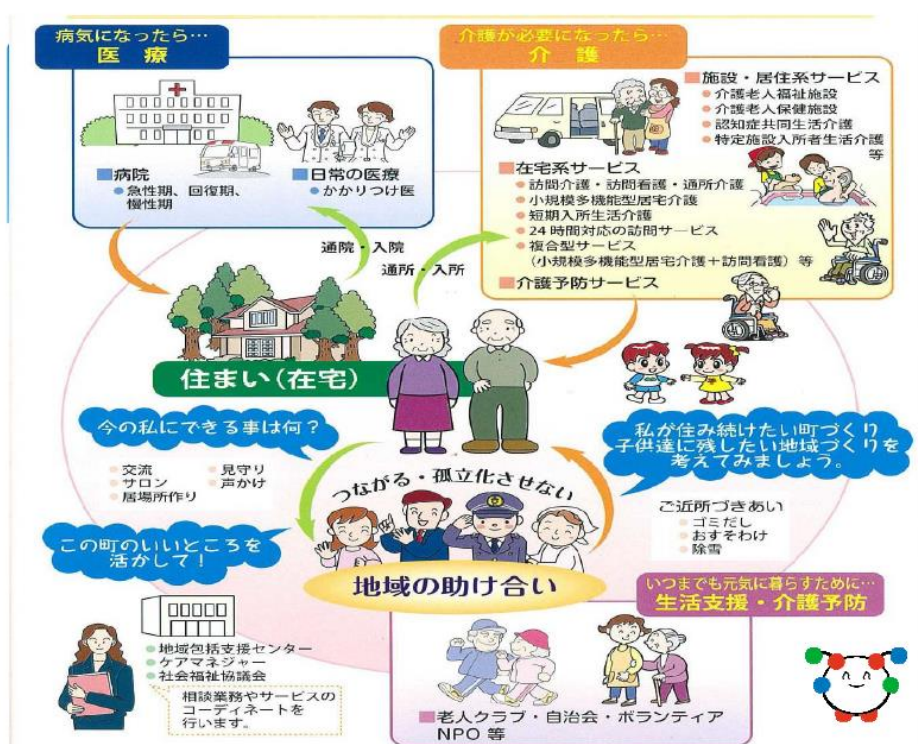 病気になったら…
医 療
病院
急性期、回復期、
慢性期
日常の医療
かかりつけ医
介護が必要になったら…
介 護
施設・居住系サービス
介護老人福祉施設
介護老人保健施設
認知症共同生活介護
特定施設入所者生活介護
等
在宅系サービス
訪問介護・訪問看護・通所介護
小規模多機能型居宅介護
短期入所生活介護
24時間対応の訪問サービス
複合型サービス
(小規模多機能型居宅介護+訪問看護)等
介護予防サービス
通院・入院
通所・入所
住まい(在宅)
今の私にできる事は何?
交流
サロン
居場所作り
見守り
声かけ
私が住み続けたい町づくり
子供達に残したい地域づくりを
考えてみましょう。
つながる・孤立化させない
ご近所づきあい
ゴミだし
おすそわけ
除雪
この町のいいところを
活かして!
地域の助け合い
いつまでも元気に暮らすために…
生活支援・介護予防
地域包括支援センター
ケアマネジャー
社会福祉協議会
相談業務やサービスの
コーディネートを
行います。
老人クラブ・自治会・ボランティア
NPO 等